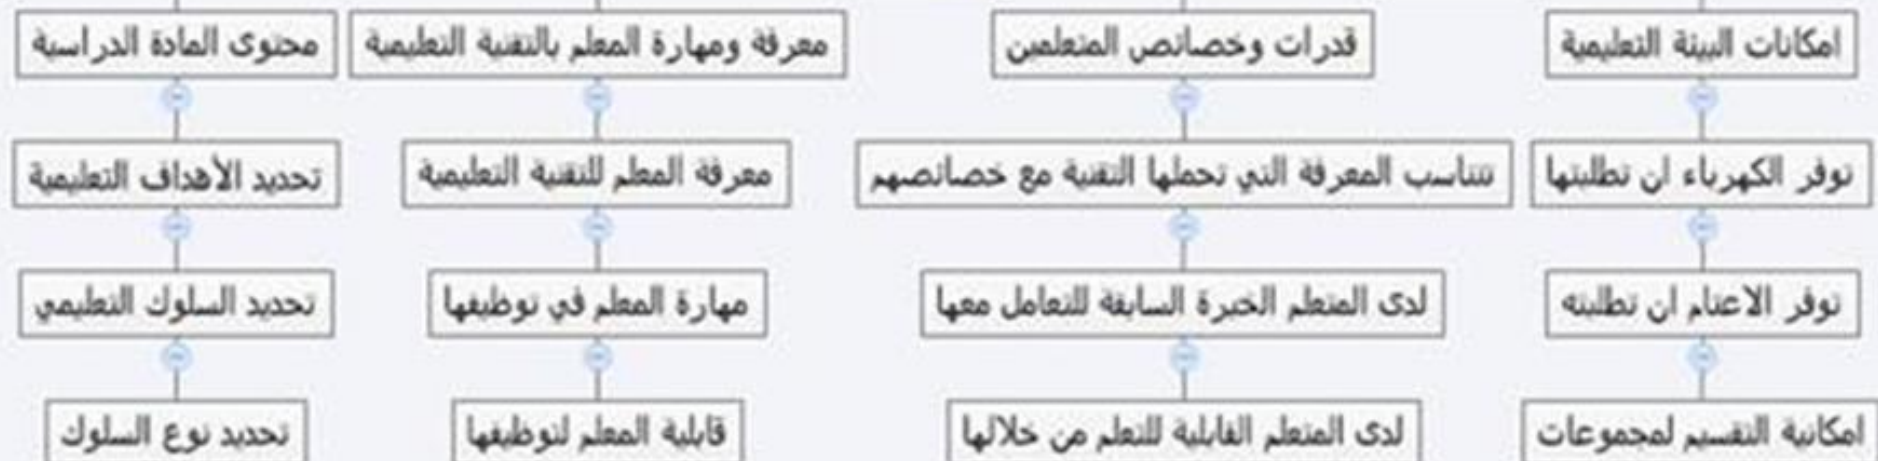 امكانات البيئة التعليمية
قدرات وخصائص المتعلمين
معرفة ومهارة المعلم بالتقنية التعليمية
محتوى المادة الدراسية
توفر الكهرباء ان تطلبتها
تتناسب المعرفة التي تحملها التقنية مع خصائصهم
معرفة المعلم للتقنية التعليمية
تحديد الأهداف التعليمية
توفر الاعتام ان تطلبته
لدى المتعلم الخبرة السابقة للتعامل معها
مهارة المعلم في توظيفها
تحديد السلوك التعليمي
امكانية التقسيم لمجموعات
لدى المتعلم القابلية للتعلم من خلالها
قابلية المعلم لتوظيفها
تحديد نوع السلوك